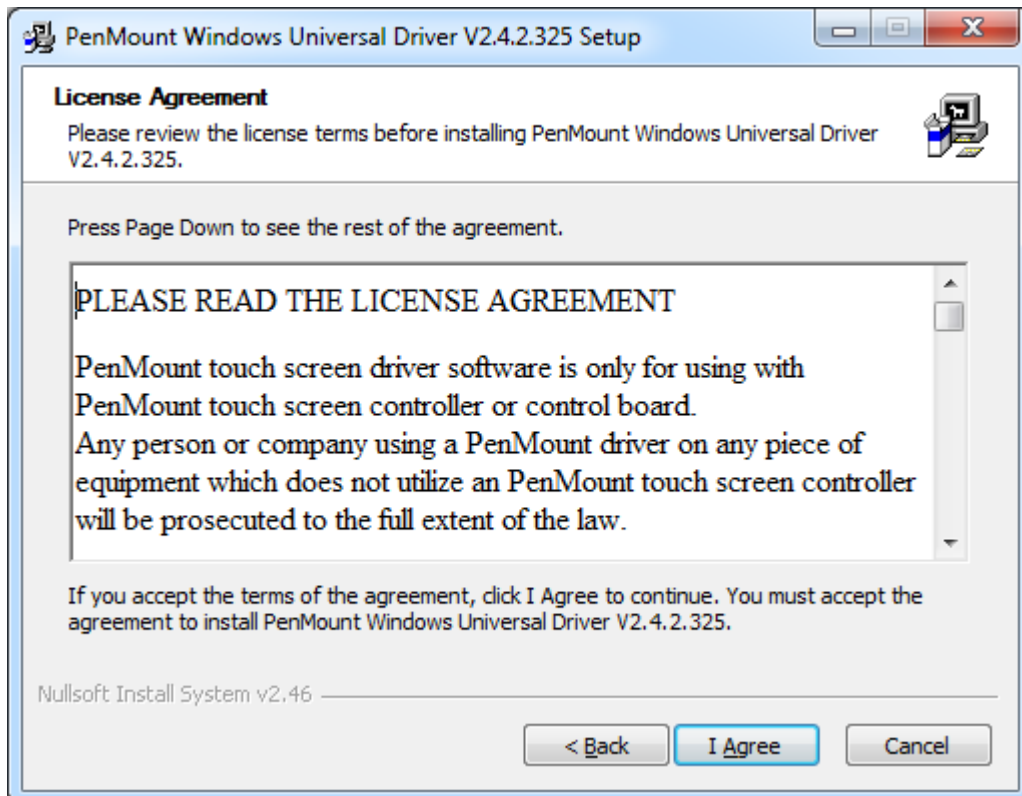 PenMount Windows Universal Driver V2.4.2.325 Setup
License Agreement
Please review the license terms before installing PenMount Windows Universal Driver
V2.4.2.325.
Press Page Down to see the rest of the agreement.
PLEASE READ THE LICENSE AGREEMENT
PenMount touch screen driver software is only for using with
PenMount touch screen controller or control board.
Any person or company using a PenMount driver on any piece of
equipment which does not utilize an PenMount touch screen controller
will be prosecuted to the full extent of the law.
If you accept the terms of the agreement, click I Agree to continue. You must accept the
agreement to install PenMount Windows Universal Driver V2.4.2.325.
Nullsoft Install System v2.46
< Back
I Agree
Cancel